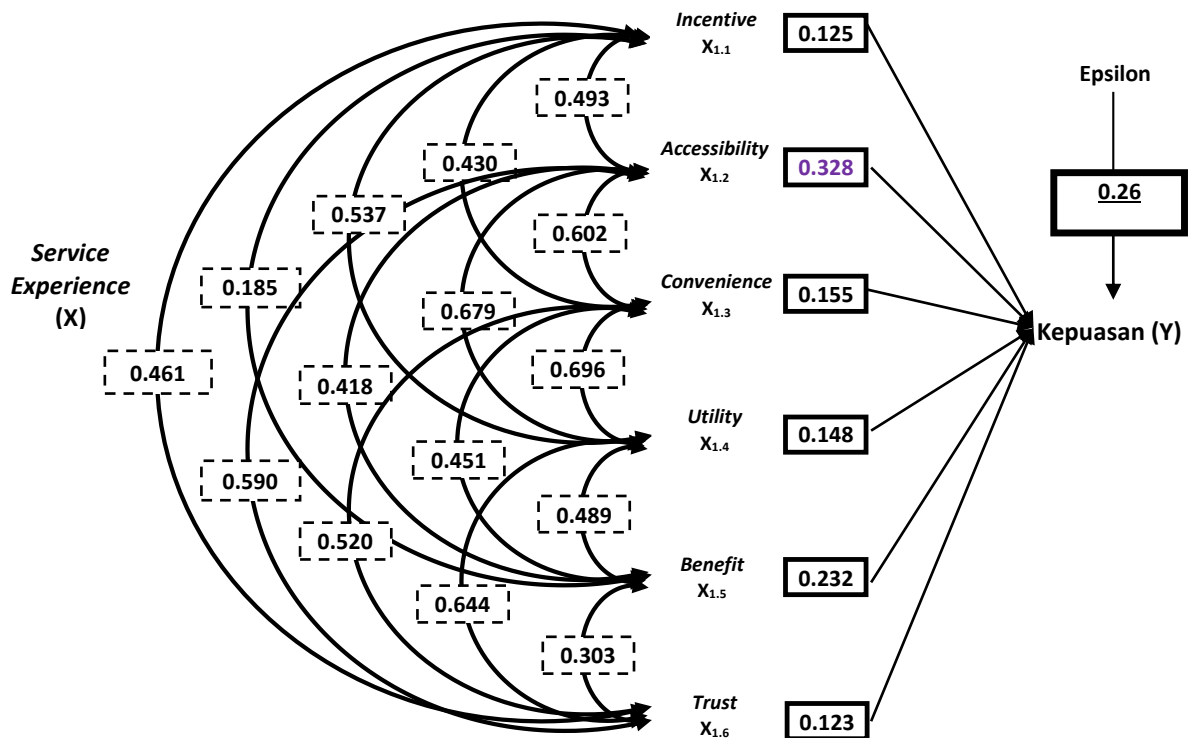 Incentive
X1.1
0.125
Epsilon
0.493
Accessibility
X1.2
0.328
0.430
0.26
0.537
0.602
Service
Experience
(X)
0.185
Convenience
X1.3
0.155
0.679
Kepuasan (Y)
0.461
0.418
0.696
Utility
X1.4
0.148
0.451
0.590
0.489
0.520
Benefit
X1.5
0.232
0.644
0.303
Trust
X1.6
0.123